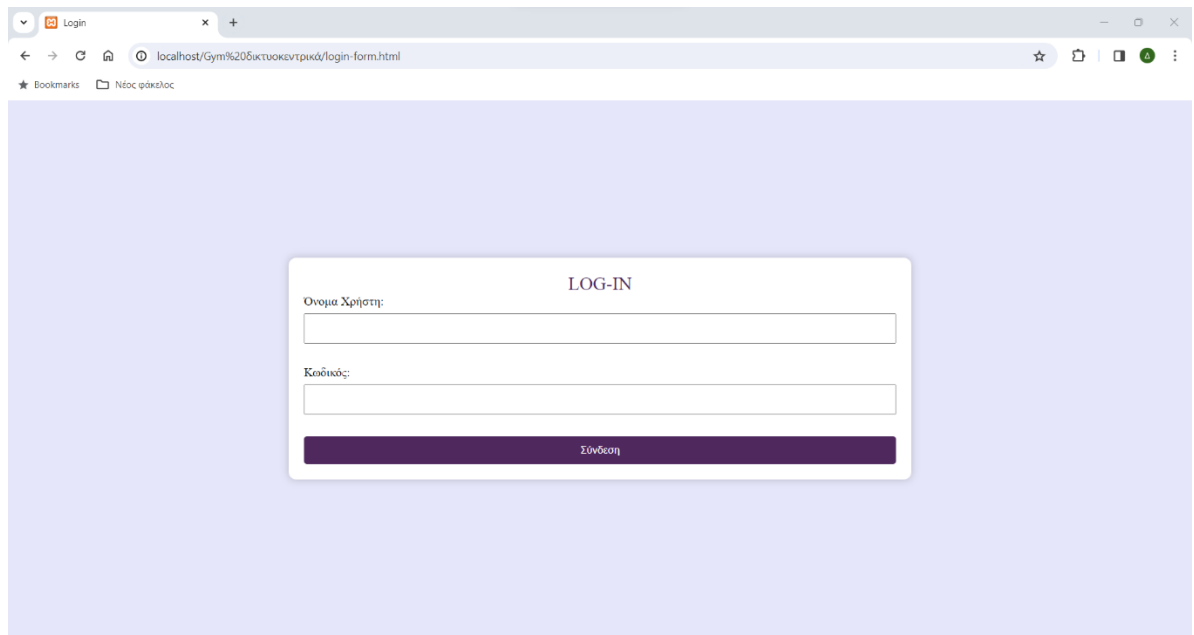 Login
localhost/Gym%20δικτυοκεντρικά/login-form.html
Bookmarks Νέος φάκελος
LOG-IN
Όνομα Χρήστη:
Κωδικός:
Σύνδεση